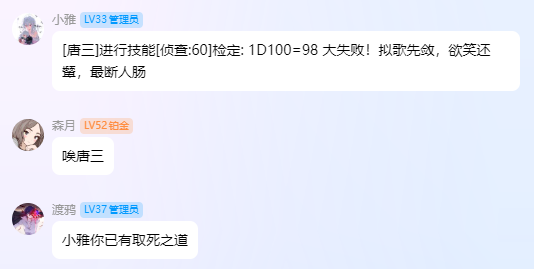 小雅 LV33 管理员
[唐三]进行技能[侦查:60]检定: 1D100=98 大失败！拟歌先敛，欲笑还
颦，最断人肠
森月 LV52 铂金
唉唐三
渡鸦 LV37 管理员
小雅你已有取死之道